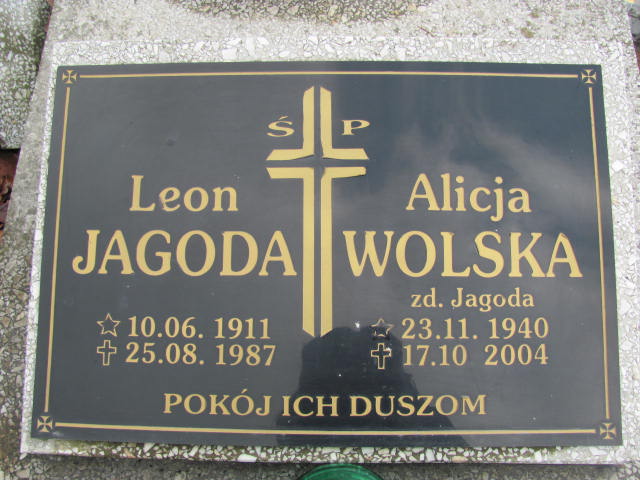 Ś P
Leon
JAGODA
10.06. 1911
25.08. 1987
Alicja
WOLSKA
zd. Jagoda
23.11. 1940
17.10 2004
POKÓJ ICH DUSZOM